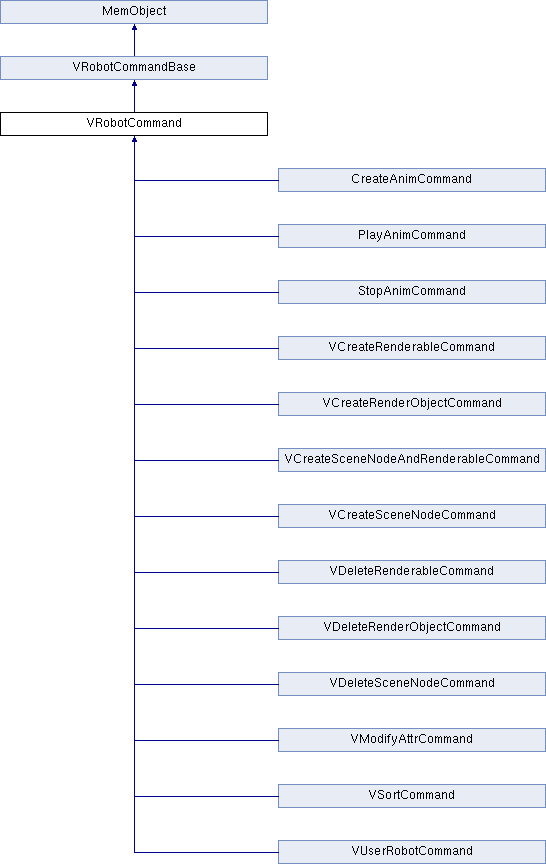 MemObject
VRobotCommandBase
VRobotCommand
CreateAnimCommand
PlayAnimCommand
StopAnimCommand
VCreateRenderableCommand
VCreateRenderObjectCommand
VCreateSceneNodeAndRenderableCommand
VCreateSceneNodeCommand
VDeleteRenderableCommand
VDeleteRenderObjectCommand
VDeleteSceneNodeCommand
VModifyAttrCommand
VSortCommand
VUserRobotCommand